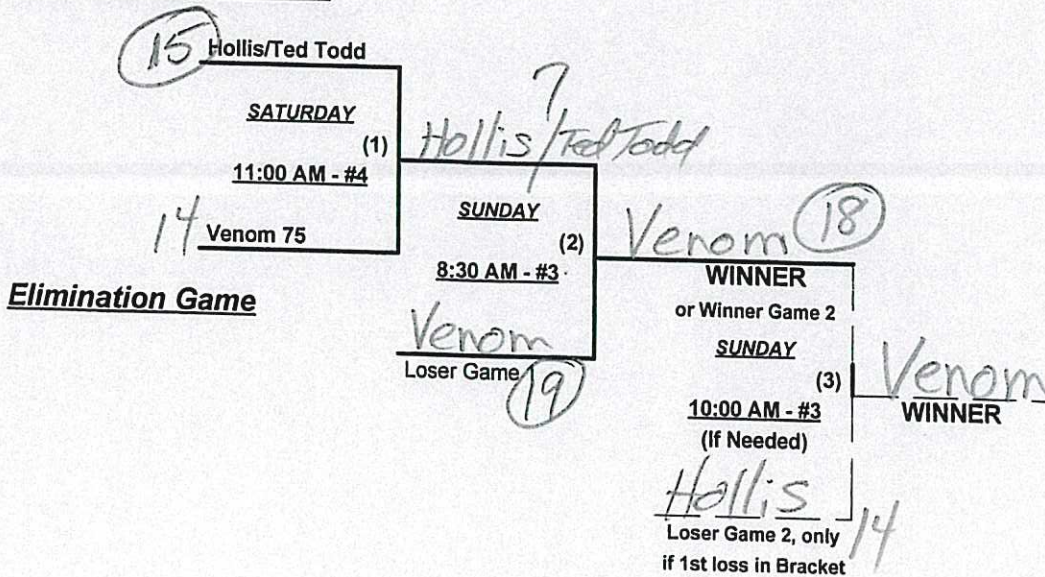 15 Hollis/Ted Todd
SATURDAY
(1)
11:00 AM - #4
14 Venom 75
Elimination Game
7
Hollis/Ted Todd
SUNDAY
(2)
8:30 AM - #3
Venom
Loser Game
19
Venom 18
WINNER
or Winner Game 2
SUNDAY
(3)
10:00 AM - #3
(If Needed)
Hollis
14
Loser Game 2, only
if 1st loss in Bracket
Venom
WINNER